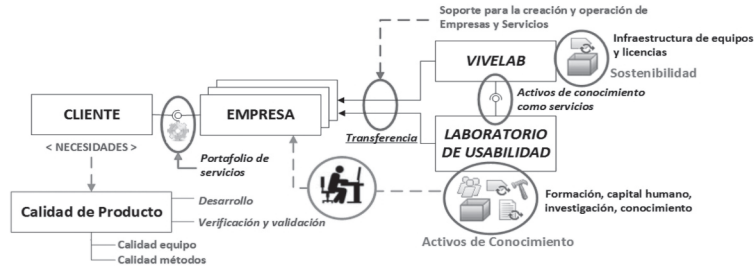 Soporte para la creación y operación de
Empresas y Servicios
VIVELAB
Infraestructura de equipos
y licencias
Sostenibilidad
CLIENTE
EMPRESA
Activos de conocimiento
como servicios
< NECESIDADES >
Portafolio de
servicios
Transferencia
LABORATORIO
DE USABILIDAD
Calidad de Producto
Desarrollo
Verificación y validación
Formación, capital humano,
investigación, conocimiento
Calidad equipo
Calidad métodos
Activos de Conocimiento